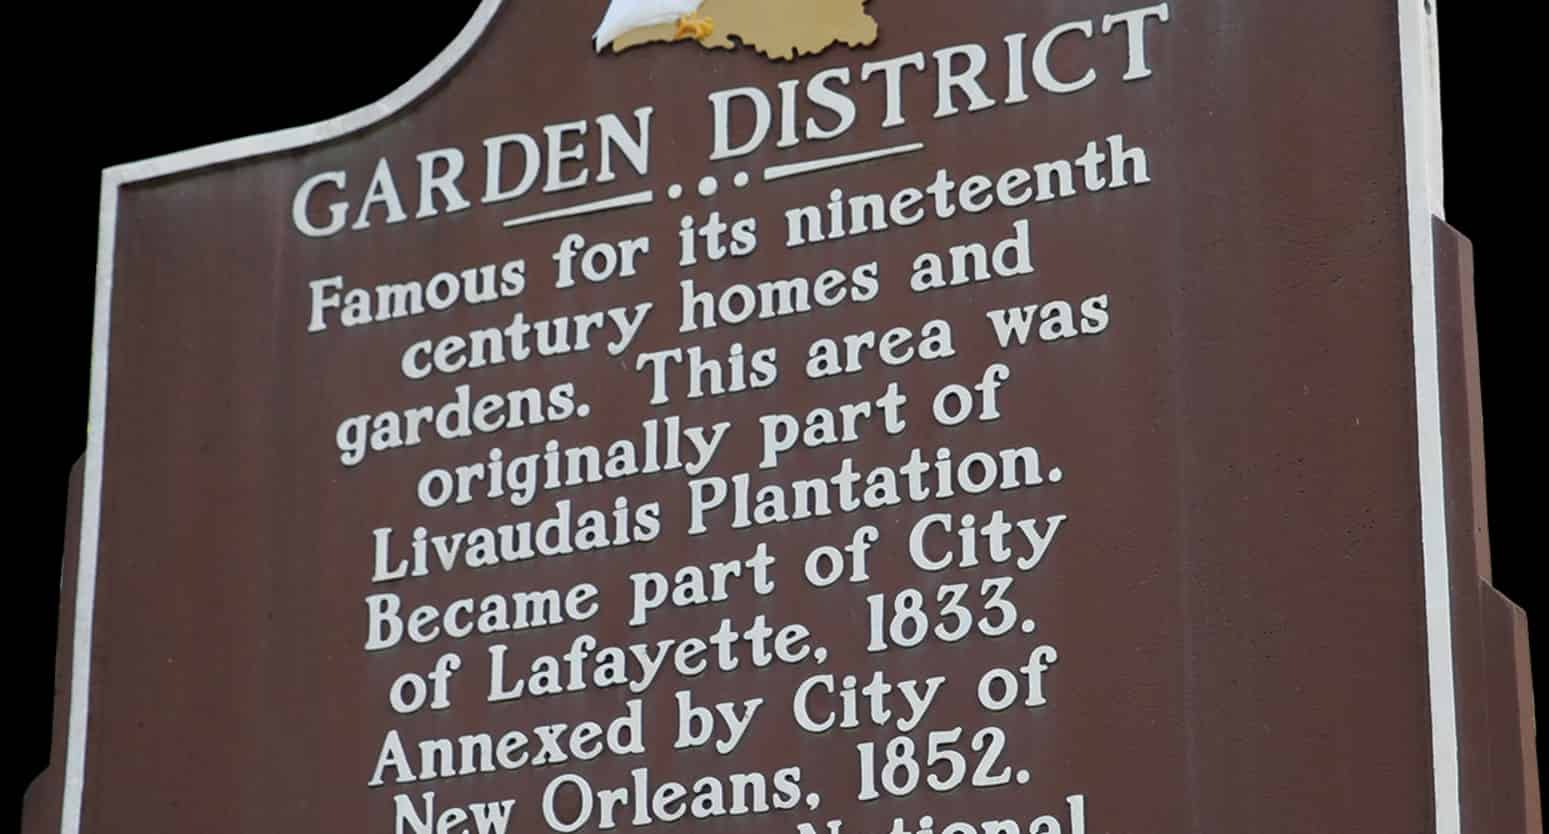 GARDEN DISTRICT
Famous for its nineteenth
century homes and
gardens. This area was
originally part of
Livaudais Plantation.
Became part of City
of Lafayette, 1833.
Annexed by City of
New Orleans, 1852.
National